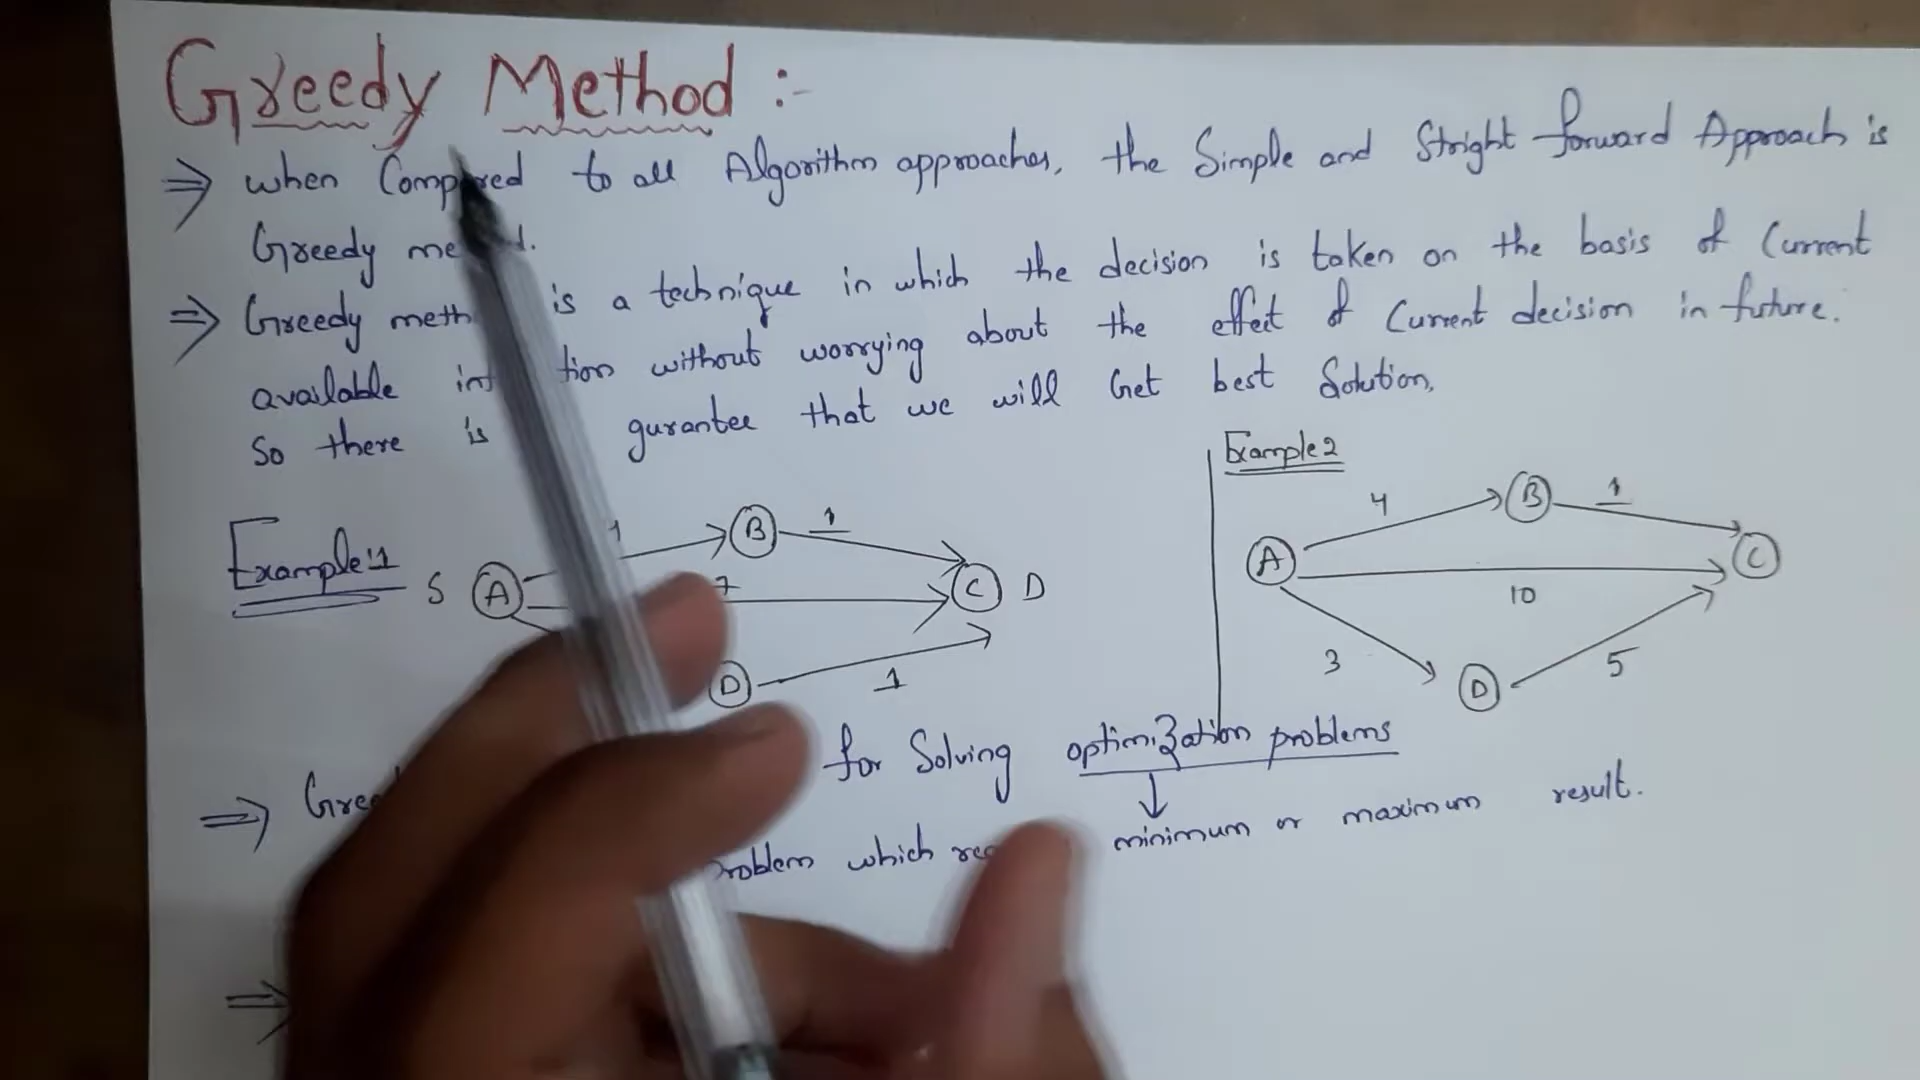 Greedy Method :-
⇒ when Compared to all Algorithm approaches, the Simple and Stright forward Approach is
Greedy
⇒ Greedy is a technique in which the decision is taken on the basis of Current
available without worrying about the effect of Current decision in future.
So there is gurantee that we will Get best Solution,
Example:1
S A 1 B 1 C D
7
D 1
Example 2
A 4 B 1 C
10
3 D 5
⇒ for Solving optimization problems
↓
problem which minimum or maximum result.
⇒